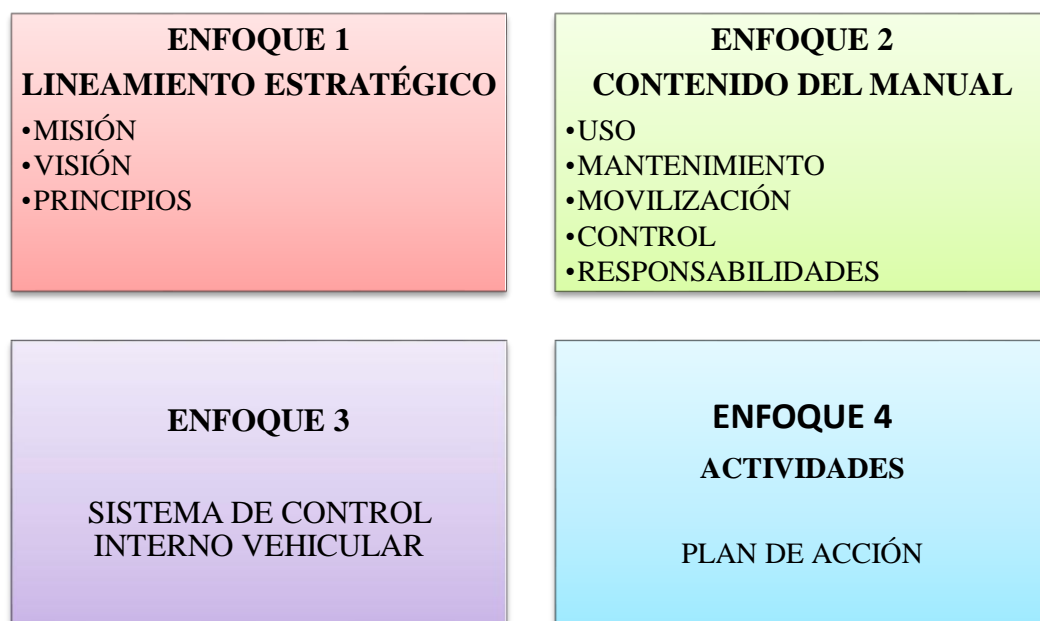 ENFOQUE 1
LINEAMIENTO ESTRATÉGICO
•MISIÓN
•VISIÓN
•PRINCIPIOS
ENFOQUE 2
CONTENIDO DEL MANUAL
•USO
•MANTENIMIENTO
•MOVILIZACIÓN
•CONTROL
•RESPONSABILIDADES
ENFOQUE 3
SISTEMA DE CONTROL
INTERNO VEHICULAR
ENFOQUE 4
ACTIVIDADES
PLAN DE ACCIÓN